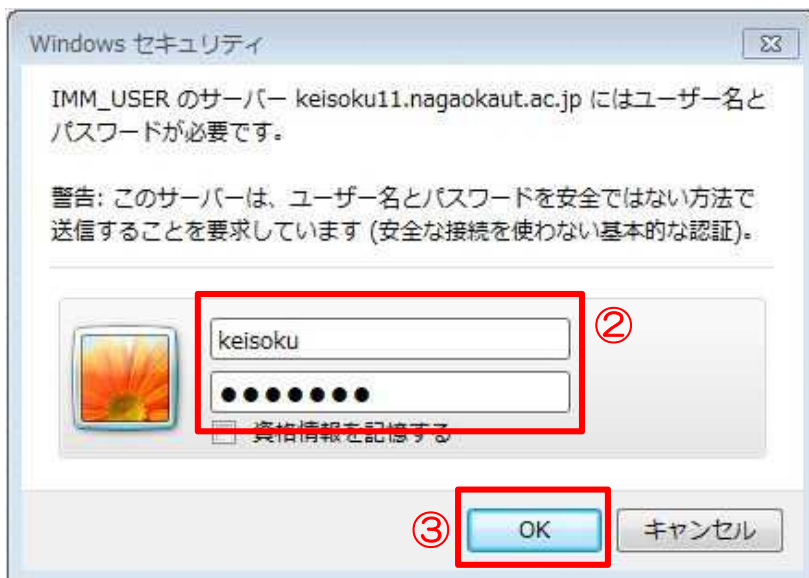 Windows セキュリティ
IMM_USER のサーバー keisoku11.nagaokaut.ac.jp にはユーザー名と
パスワードが必要です。
警告: このサーバーは、ユーザー名とパスワードを安全ではない方法で
送信することを要求しています (安全な接続を使わない基本的な認証)。
keisoku
●●●●●●●
②
資格情報を記憶する
③ OK キャンセル